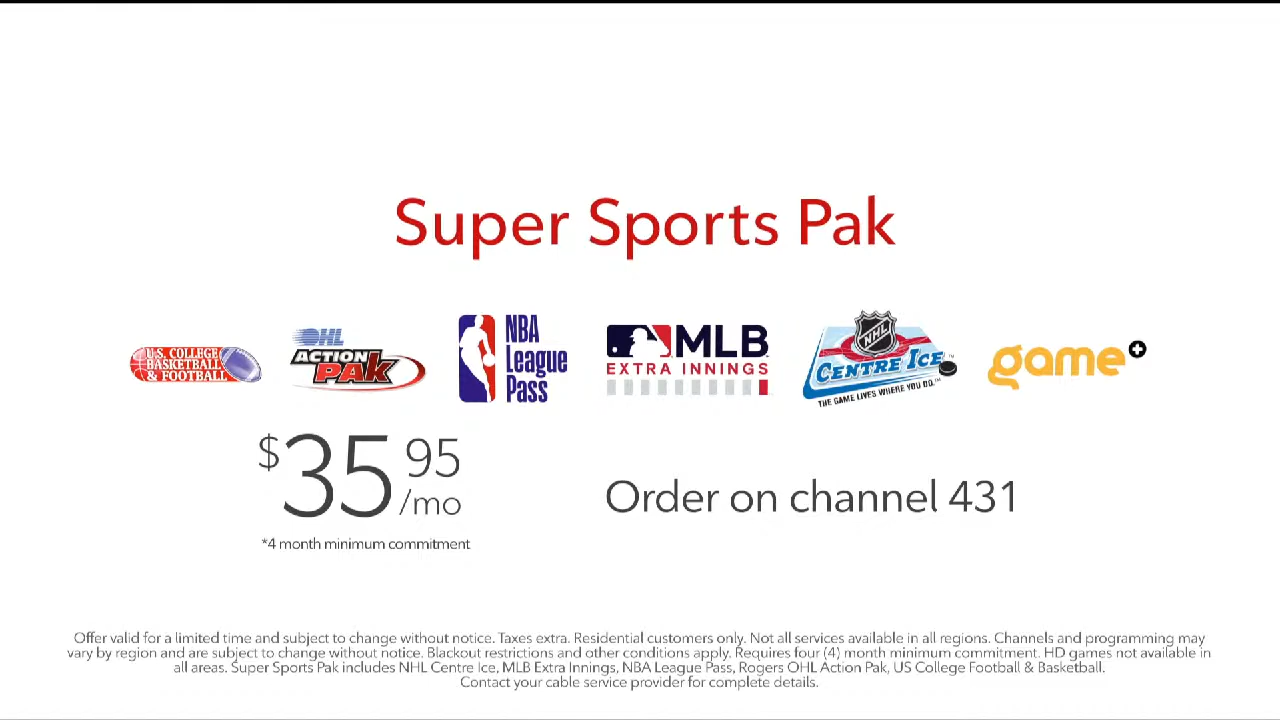 Super Sports Pak
U.S. COLLEGE
BASKETBALL
& FOOTBALL
OHL
ACTION
PAK
NBA
League
Pass
MLB
EXTRA INNINGS
NHL
CENTRE ICE™
THE GAME LIVES WHERE YOU DO.™
game+
$35 95
/mo
*4 month minimum commitment
Order on channel 431
Offer valid for a limited time and subject to change without notice. Taxes extra. Residential customers only. Not all services available in all regions. Channels and programming may
vary by region and are subject to change without notice. Blackout restrictions and other conditions apply. Requires four (4) month minimum commitment. HD games not available in
all areas. Super Sports Pak includes NHL Centre Ice, MLB Extra Innings, NBA League Pass, Rogers OHL Action Pak, US College Football & Basketball.
Contact your cable service provider for complete details.